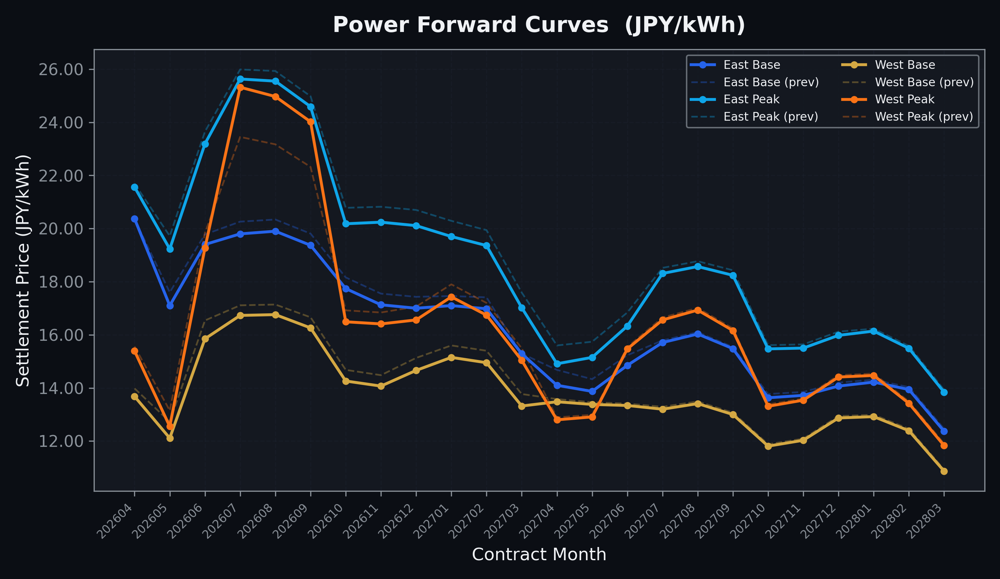 Power Forward Curves  (JPY/kWh)
East Base
East Base (prev)
East Peak
East Peak (prev)
West Base
West Base (prev)
West Peak
West Peak (prev)
Settlement Price (JPY/kWh)
26.00
24.00
22.00
20.00
18.00
16.00
14.00
12.00
202604
202605
202606
202607
202608
202609
202610
202611
202612
202701
202702
202703
202704
202705
202706
202707
202708
202709
202710
202711
202712
202801
202802
202803
Contract Month